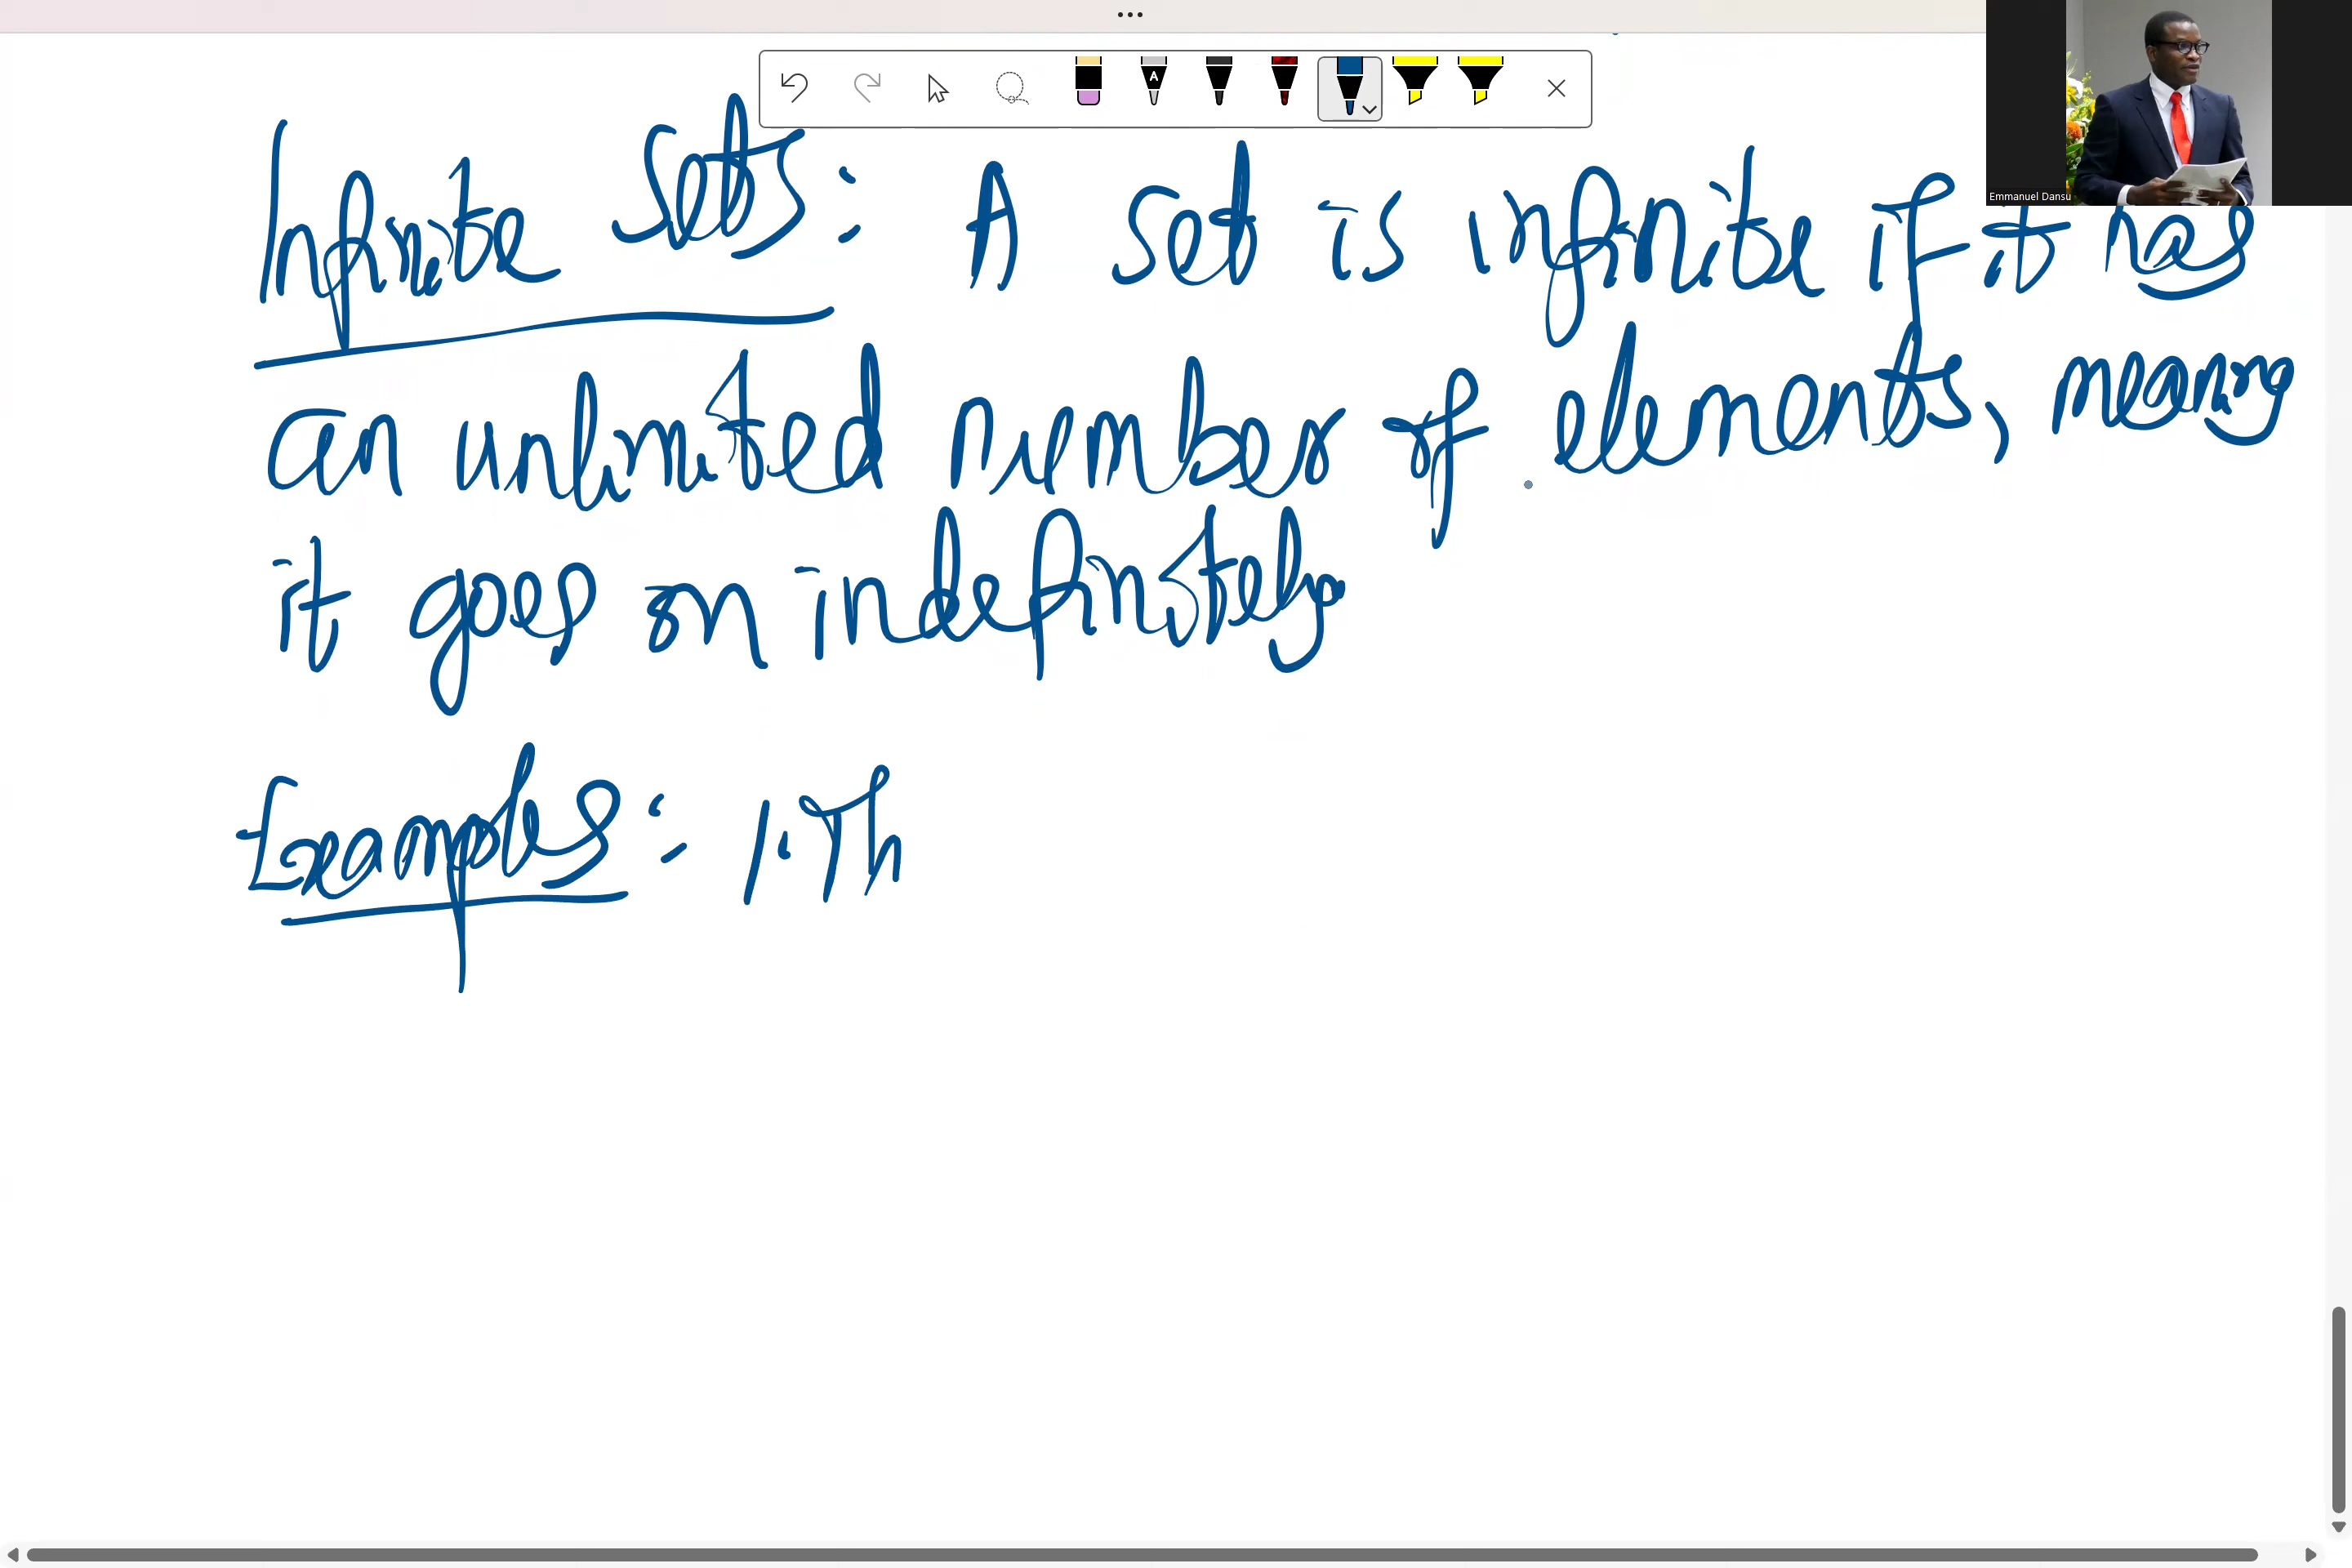 Emmanuel Dansu
Infinite Sets: A set is infinite if it has
an unlimited number of elements, meaning
it goes on indefinitely.
Examples: 1. Th